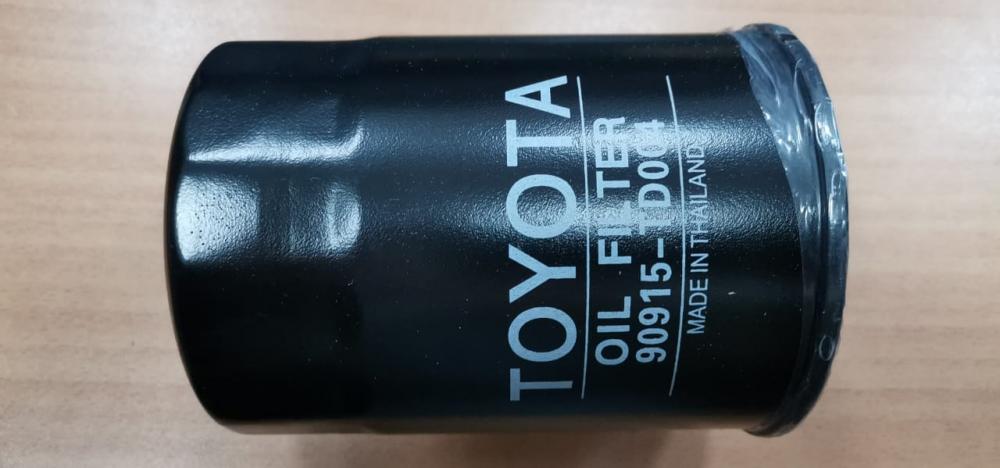 TOYOTA
OIL FILTER
90915-TD004
MADE IN THAILAND